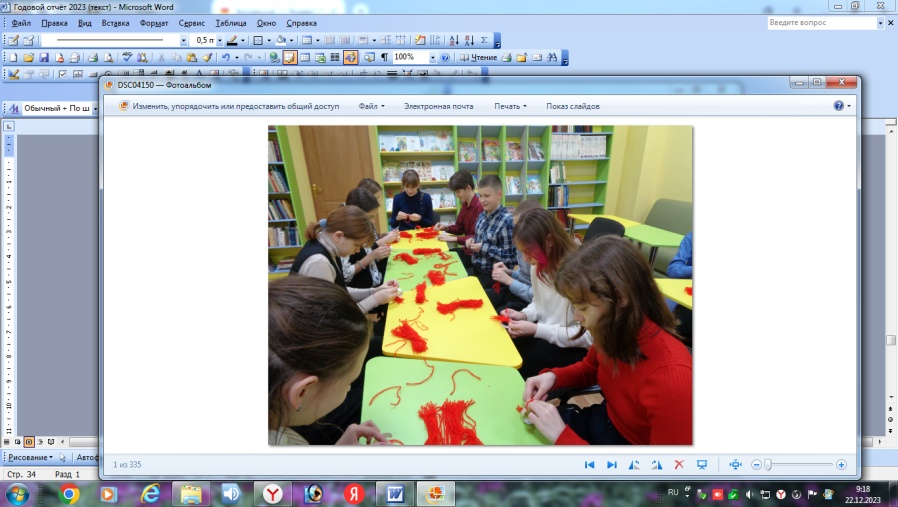 Годовой отчёт 2023 (текст) - Microsoft Word
Файл Правка Вид Вставка Формат Сервис Таблица Окно Справка
Введите вопрос
0,5 п
100%
Чтение
DSC04150 — Фотоальбом
Изменить, упорядочить или предоставить общий доступ Файл Электронная почта Печать Показ слайдов
Обычный + По ш
1 из 335
Рисование Автоф
Стр. 34 Разд 1
RU
9:18
22.12.2023